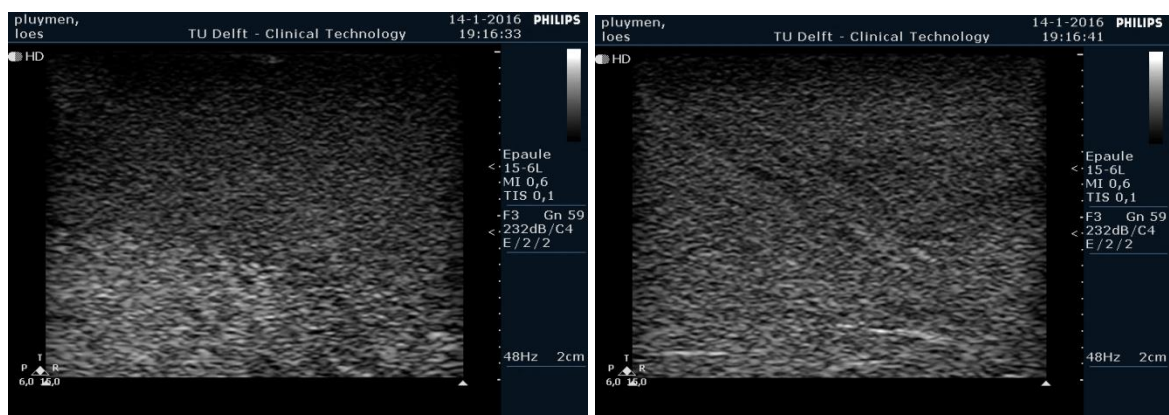 pluymen,
loes
TU Delft - Clinical Technology
14-1-2016 PHILIPS
19:16:33
HD
Epaule
15-6L
MI 0,6
TIS 0,1
F3 Gn 59
232dB/C4
E/2/2
48Hz 2cm
T
P R
6,0 15,0
pluymen,
loes
TU Delft - Clinical Technology
14-1-2016 PHILIPS
19:16:41
HD
Epaule
15-6L
MI 0,6
TIS 0,1
F3 Gn 59
232dB/C4
E/2/2
48Hz 2cm
T
P R
6,0 15,0